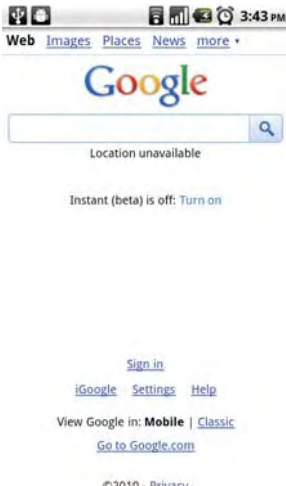 3:43 PM
Web Images Places News more
Google
Location unavailable
Instant (beta) is off: Turn on
Sign in
iGoogle Settings Help
View Google in: Mobile | Classic
Go to Google.com
©2010 - Privacy